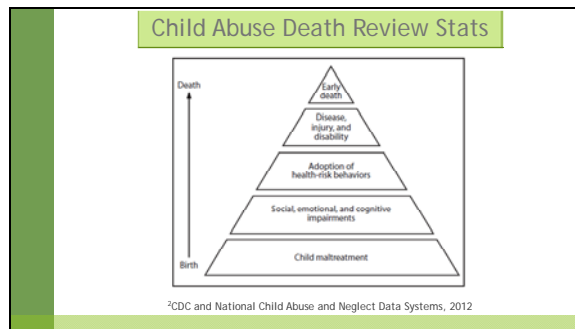 Child Abuse Death Review Stats
Death
Early
death
Disease,
injury, and
disability
Adoption of
health-risk behaviors
Social, emotional, and cognitive
impairments
Child maltreatment
Birth
²CDC and National Child Abuse and Neglect Data Systems, 2012